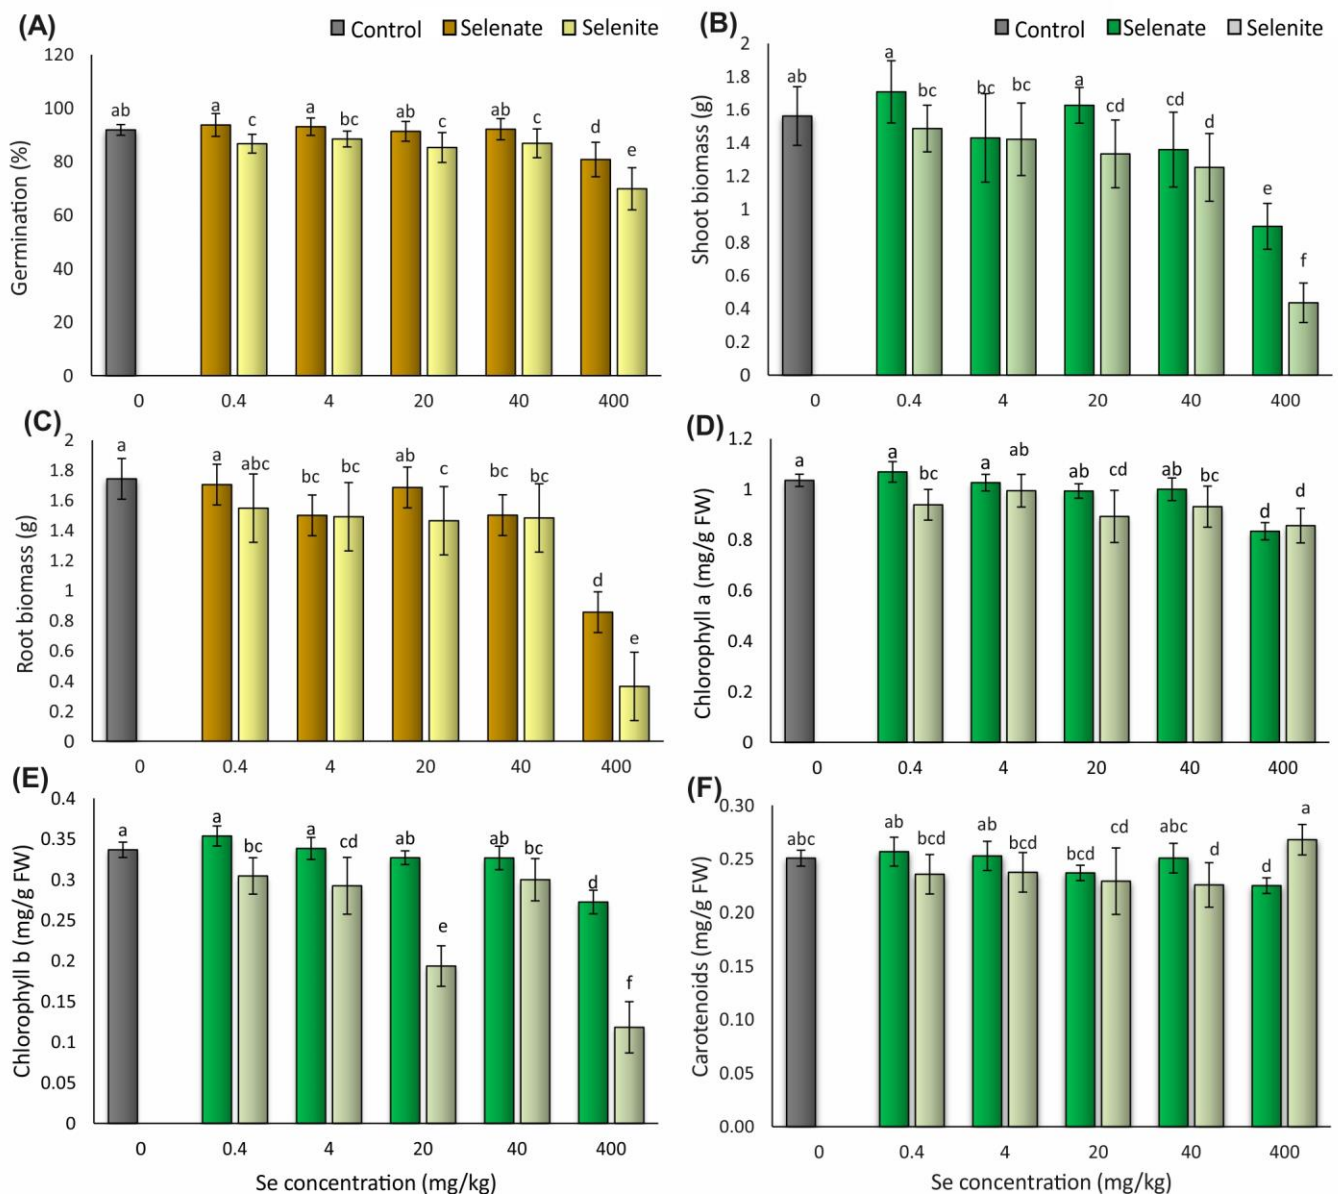 (A)
Control Selenate Selenite
Germination (%)
120
100
80
60
40
20
0
ab a c a bc ab c ab c d e
0 0.4 4 20 40 400
(B)
Control Selenate Selenite
Shoot biomass (g)
2
1.8
1.6
1.4
1.2
1
0.8
0.6
0.4
0.2
0
ab a bc bc bc a cd cd d e f
0 0.4 4 20 40 400
(C)
Root biomass (g)
2
1.8
1.6
1.4
1.2
1
0.8
0.6
0.4
0.2
0
a a abc bc bc ab c bc bc d e
0 0.4 4 20 40 400
(D)
Chlorophyll a (mg/g FW)
1.2
1
0.8
0.6
0.4
0.2
0
a a bc a ab ab cd ab bc d d
0 0.4 4 20 40 400
(E)
Chlorophyll b (mg/g FW)
0.4
0.35
0.3
0.25
0.2
0.15
0.1
0.05
0
a a bc a cd ab e ab bc d f
0 0.4 4 20 40 400
Se concentration (mg/kg)
(F)
Carotenoids (mg/g FW)
0.30
0.25
0.20
0.15
0.10
0.05
0.00
abc ab bcd ab bcd bcd cd abc d d a
0 0.4 4 20 40 400
Se concentration (mg/kg)